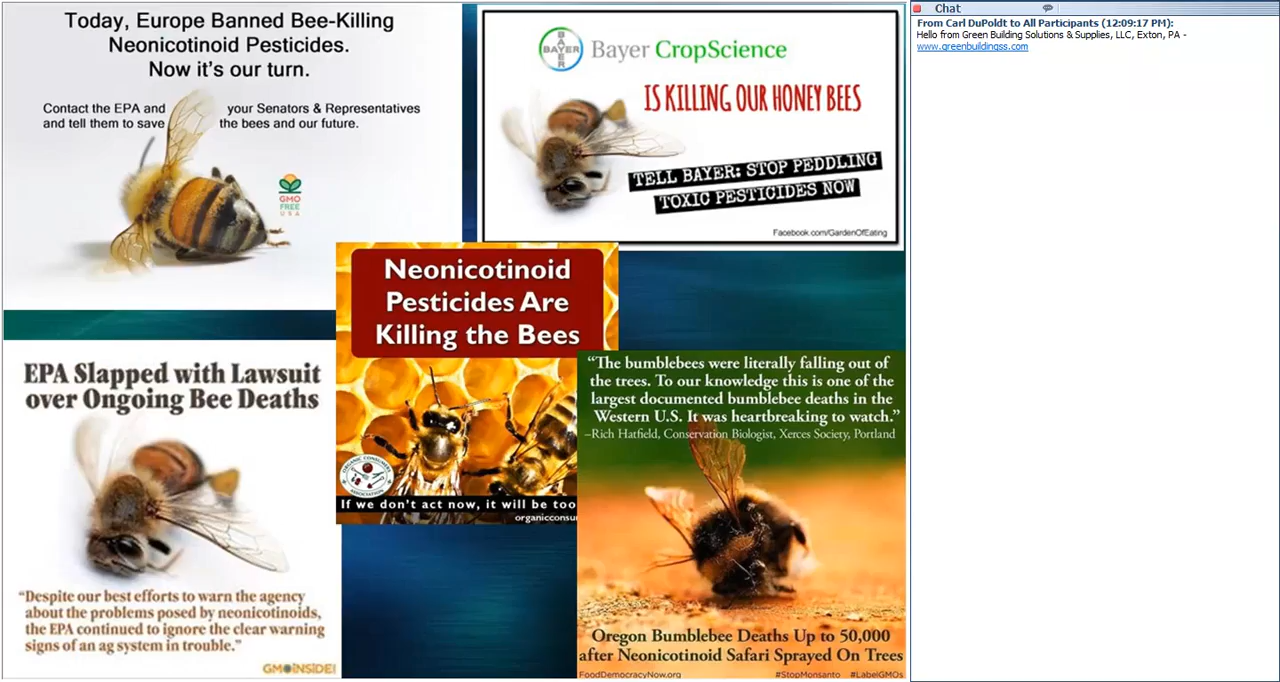 Today, Europe Banned Bee-Killing
Neonicotinoid Pesticides.
Now it's our turn.
Contact the EPA and your Senators & Representatives
and tell them to save the bees and our future.
GMO
FREE
USA
BAYER
BAYER
Bayer CropScience
IS KILLING OUR HONEY BEES
TELL BAYER: STOP PEDDLING
TOXIC PESTICIDES NOW
Facebook.com/GardenOfEating
Neonicotinoid
Pesticides Are
Killing the Bees
ORGANIC CONSUMERS
ASSOCIATION
If we don't act now, it will be too
organicconsu
EPA Slapped with Lawsuit
over Ongoing Bee Deaths
“Despite our best efforts to warn the agency
about the problems posed by neonicotinoids,
the EPA continued to ignore the clear warning
signs of an ag system in trouble.”
GMOINSIDE!
“The bumblebees were literally falling out of
the trees. To our knowledge this is one of the
largest documented bumblebee deaths in the
Western U.S. It was heartbreaking to watch.”
–Rich Hatfield, Conservation Biologist, Xerces Society, Portland
Oregon Bumblebee Deaths Up to 50,000
after Neonicotinoid Safari Sprayed On Trees
FoodDemocracyNow.org #StopMonsanto #LabelGMOs
Chat
From Carl DuPoldt to All Participants (12:09:17 PM):
Hello from Green Building Solutions & Supplies, LLC, Exton, PA -
www.greenbuildingss.com